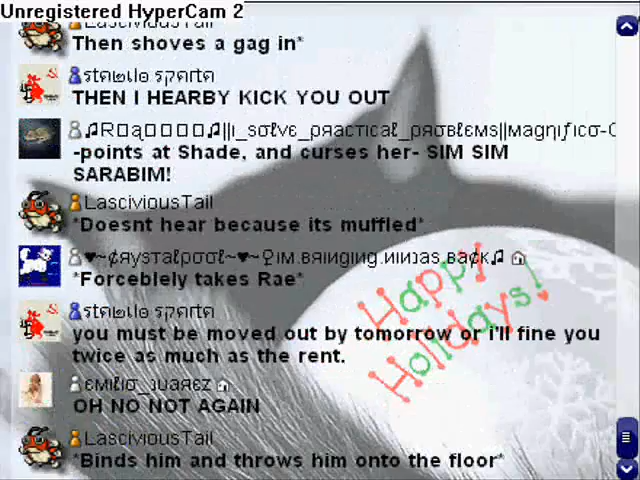 Unregistered HyperCam 2
LasciviousTail
Then shoves a gag in*
THEN I HEARBY KICK YOU OUT
-points at Shade, and curses her- SIM SIM
SARABIM!
LasciviousTail
*Doesnt hear because its muffled*
*Forcebiely takes Rae*
you must be moved out by tomorrow or i'll fine you
twice as much as the rent.
OH NO NOT AGAIN
LasciviousTail
*Binds him and throws him onto the floor*
Happy
Holidays!